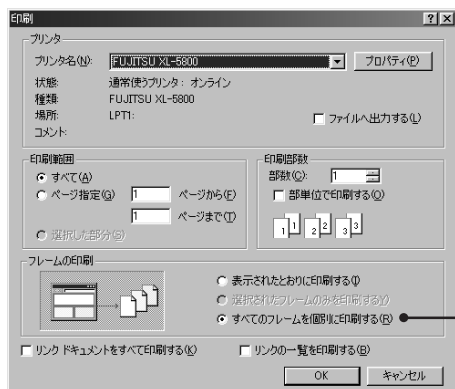 印刷
プリンタ
プリンタ名(N): FUJITSU XL-5800 プロパティ(P)
状態: 通常使うプリンタ: オンライン
種類: FUJITSU XL-5800
場所: LPT1: ファイルへ出力する(L)
コメント:
印刷範囲
すべて(A)
ページ指定(G) 1 ページから(F)
1 ページまで(T)
選択した部分(S)
印刷部数
部数(C): 1
部単位で印刷する(O)
1 1 2 2 3 3
フレームの印刷
表示されたとおりに印刷する(I)
選択されたフレームのみを印刷する(Y)
すべてのフレームを個別に印刷する(R)
リンク ドキュメントをすべて印刷する(K) リンクの一覧を印刷する(B)
OK キャンセル